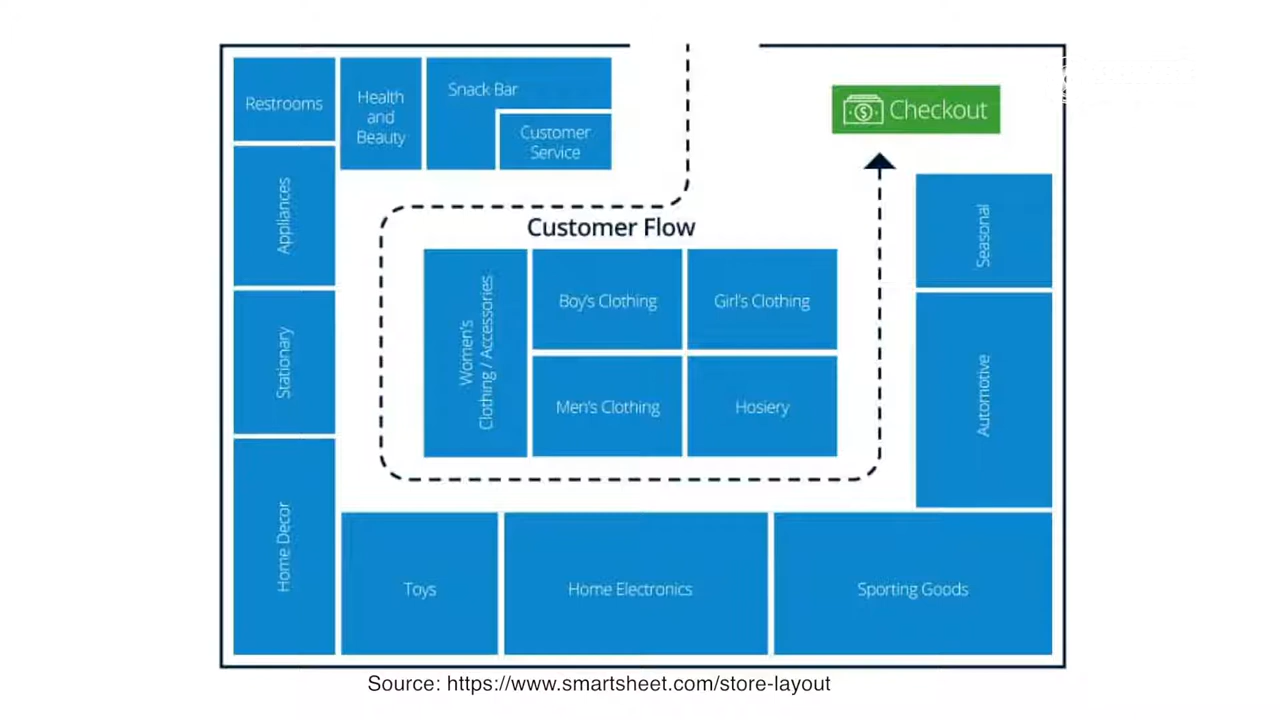 Restrooms
Health
and
Beauty
Snack Bar
Customer
Service
Checkout
Appliances
Customer Flow
Seasonal
Women's
Clothing / Accessories
Boy's Clothing
Girl's Clothing
Stationary
Men's Clothing
Hosiery
Automotive
Home Decor
Toys
Home Electronics
Sporting Goods
Source: https://www.smartsheet.com/store-layout